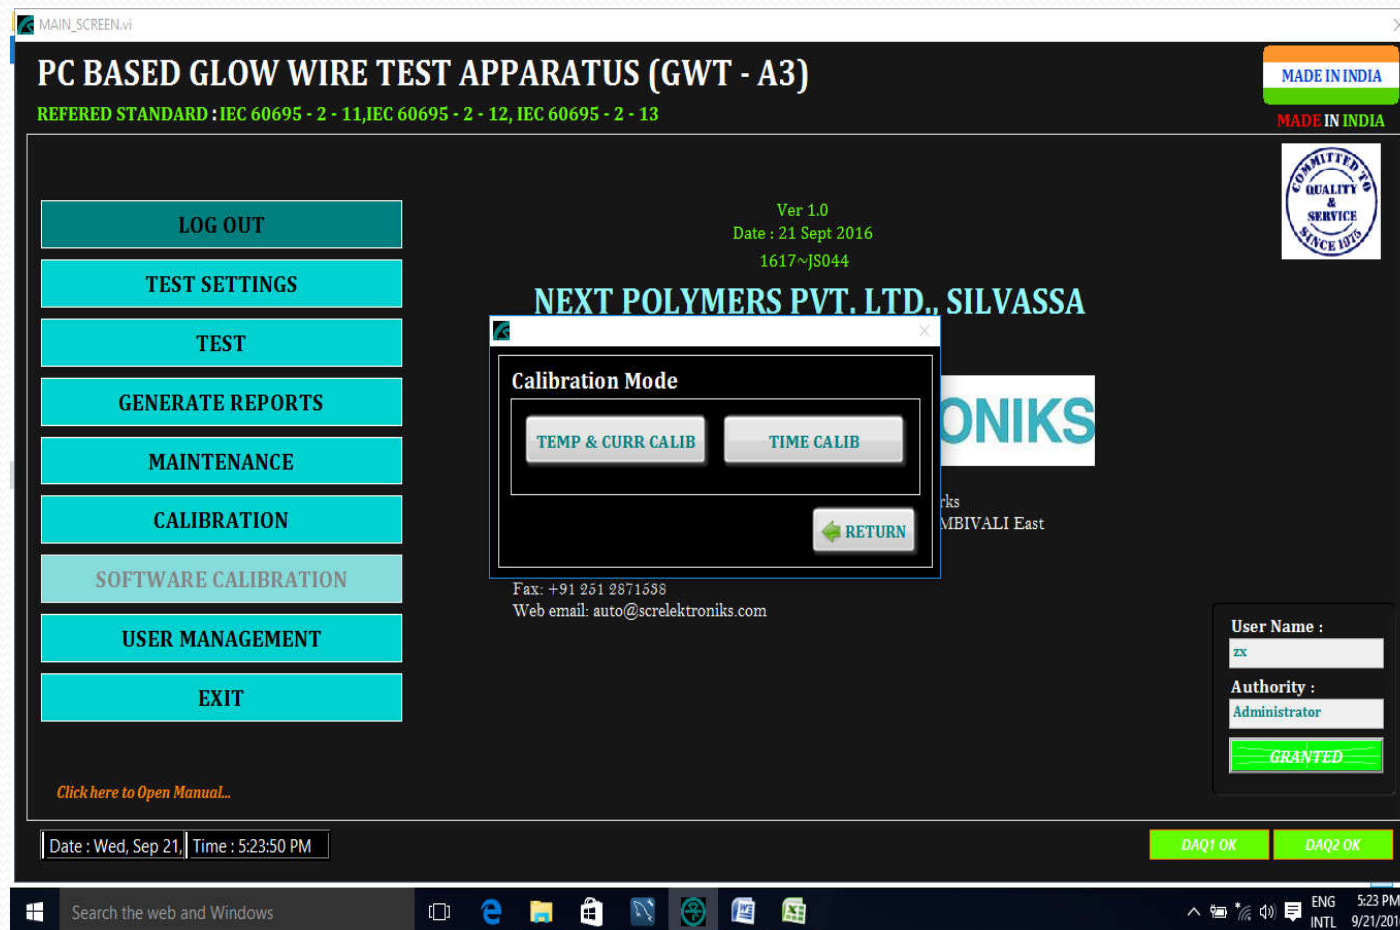 MAIN_SCREEN.vi
PC BASED GLOW WIRE TEST APPARATUS (GWT - A3)
REFERED STANDARD : IEC 60695 - 2 - 11,IEC 60695 - 2 - 12, IEC 60695 - 2 - 13
MADE IN INDIA
MADE IN INDIA
COMMITTED TO
QUALITY
&
SERVICE
SINCE 1975
LOG OUT
TEST SETTINGS
TEST
GENERATE REPORTS
MAINTENANCE
CALIBRATION
SOFTWARE CALIBRATION
USER MANAGEMENT
EXIT
Click here to Open Manual...
Ver 1.0
Date : 21 Sept 2016
1617~JS044
NEXT POLYMERS PVT. LTD., SILVASSA
Calibration Mode
TEMP & CURR CALIB
TIME CALIB
RETURN
ONIKS
rks
MBIVALI East
Fax: +91 251 2871538
Web email: auto@screlektroniks.com
User Name :
zx
Authority :
Administrator
GRANTED
Date : Wed, Sep 21,
Time : 5:23:50 PM
DAQ1 OK
DAQ2 OK
Search the web and Windows
ENG
INTL
5:23 PM
9/21/201